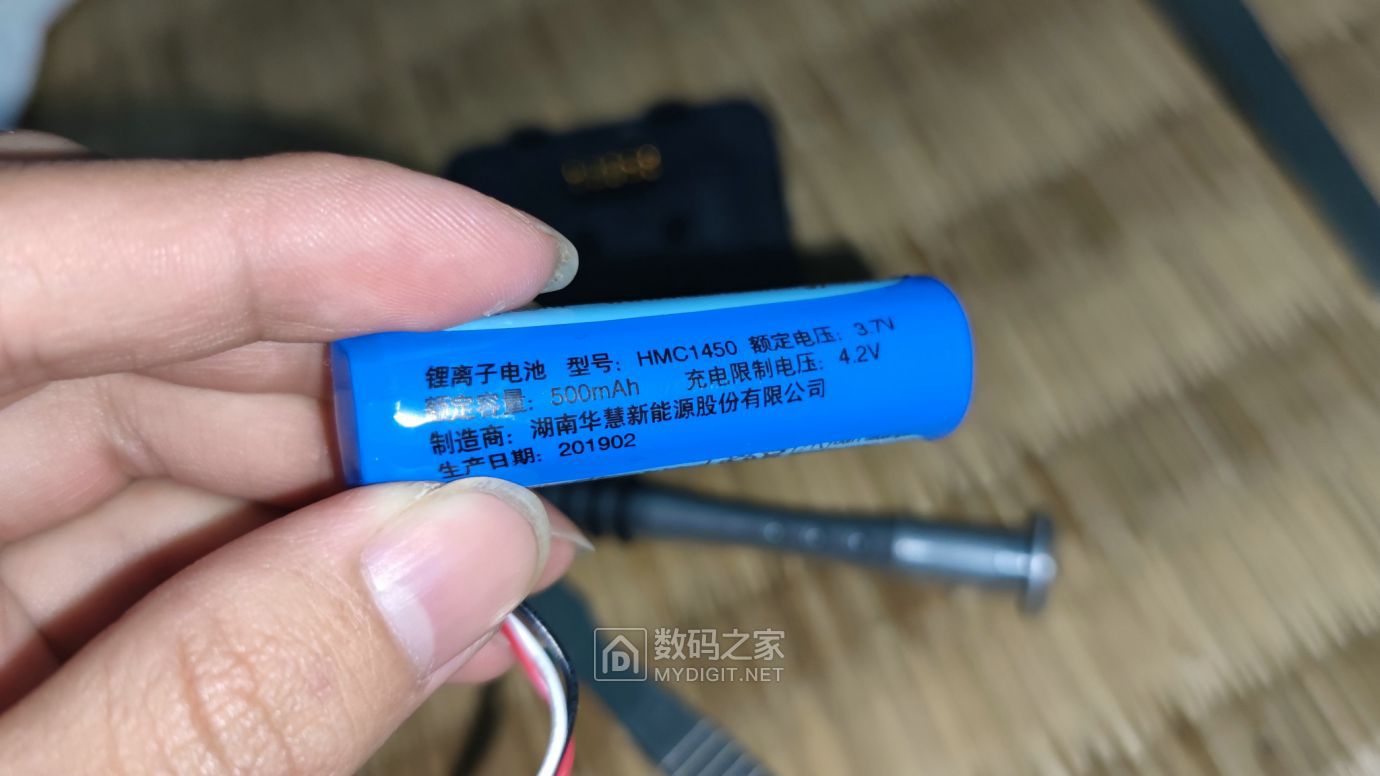 锂离子电池 型号：HMC1450 额定电压：3.7V
额定容量：500mAh 充电限制电压：4.2V
制造商：湖南华慧新能源股份有限公司
生产日期：201902
数码之家
MYDIGIT.NET